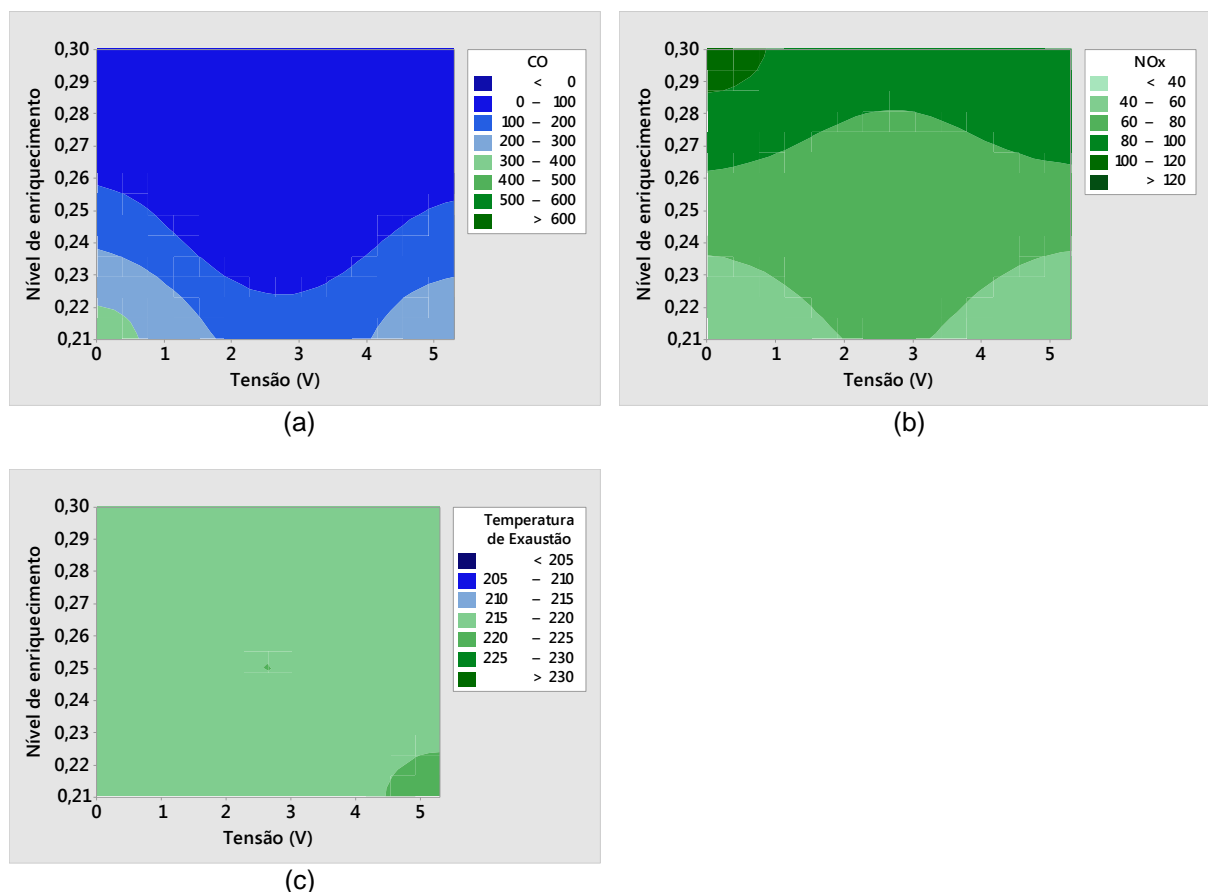 0,30
0,29
0,28
0,27
0,26
0,25
0,24
0,23
0,22
0,21
Nível de enriquecimento
0 1 2 3 4 5
Tensão (V)
CO
< 0
0 – 100
100 – 200
200 – 300
300 – 400
400 – 500
500 – 600
> 600
(a)
0,30
0,29
0,28
0,27
0,26
0,25
0,24
0,23
0,22
0,21
Nível de enriquecimento
0 1 2 3 4 5
Tensão (V)
NOx
< 40
40 – 60
60 – 80
80 – 100
100 – 120
> 120
(b)
0,30
0,29
0,28
0,27
0,26
0,25
0,24
0,23
0,22
0,21
Nível de enriquecimento
0 1 2 3 4 5
Tensão (V)
Temperatura
de Exaustão
< 205
205 – 210
210 – 215
215 – 220
220 – 225
225 – 230
> 230
(c)